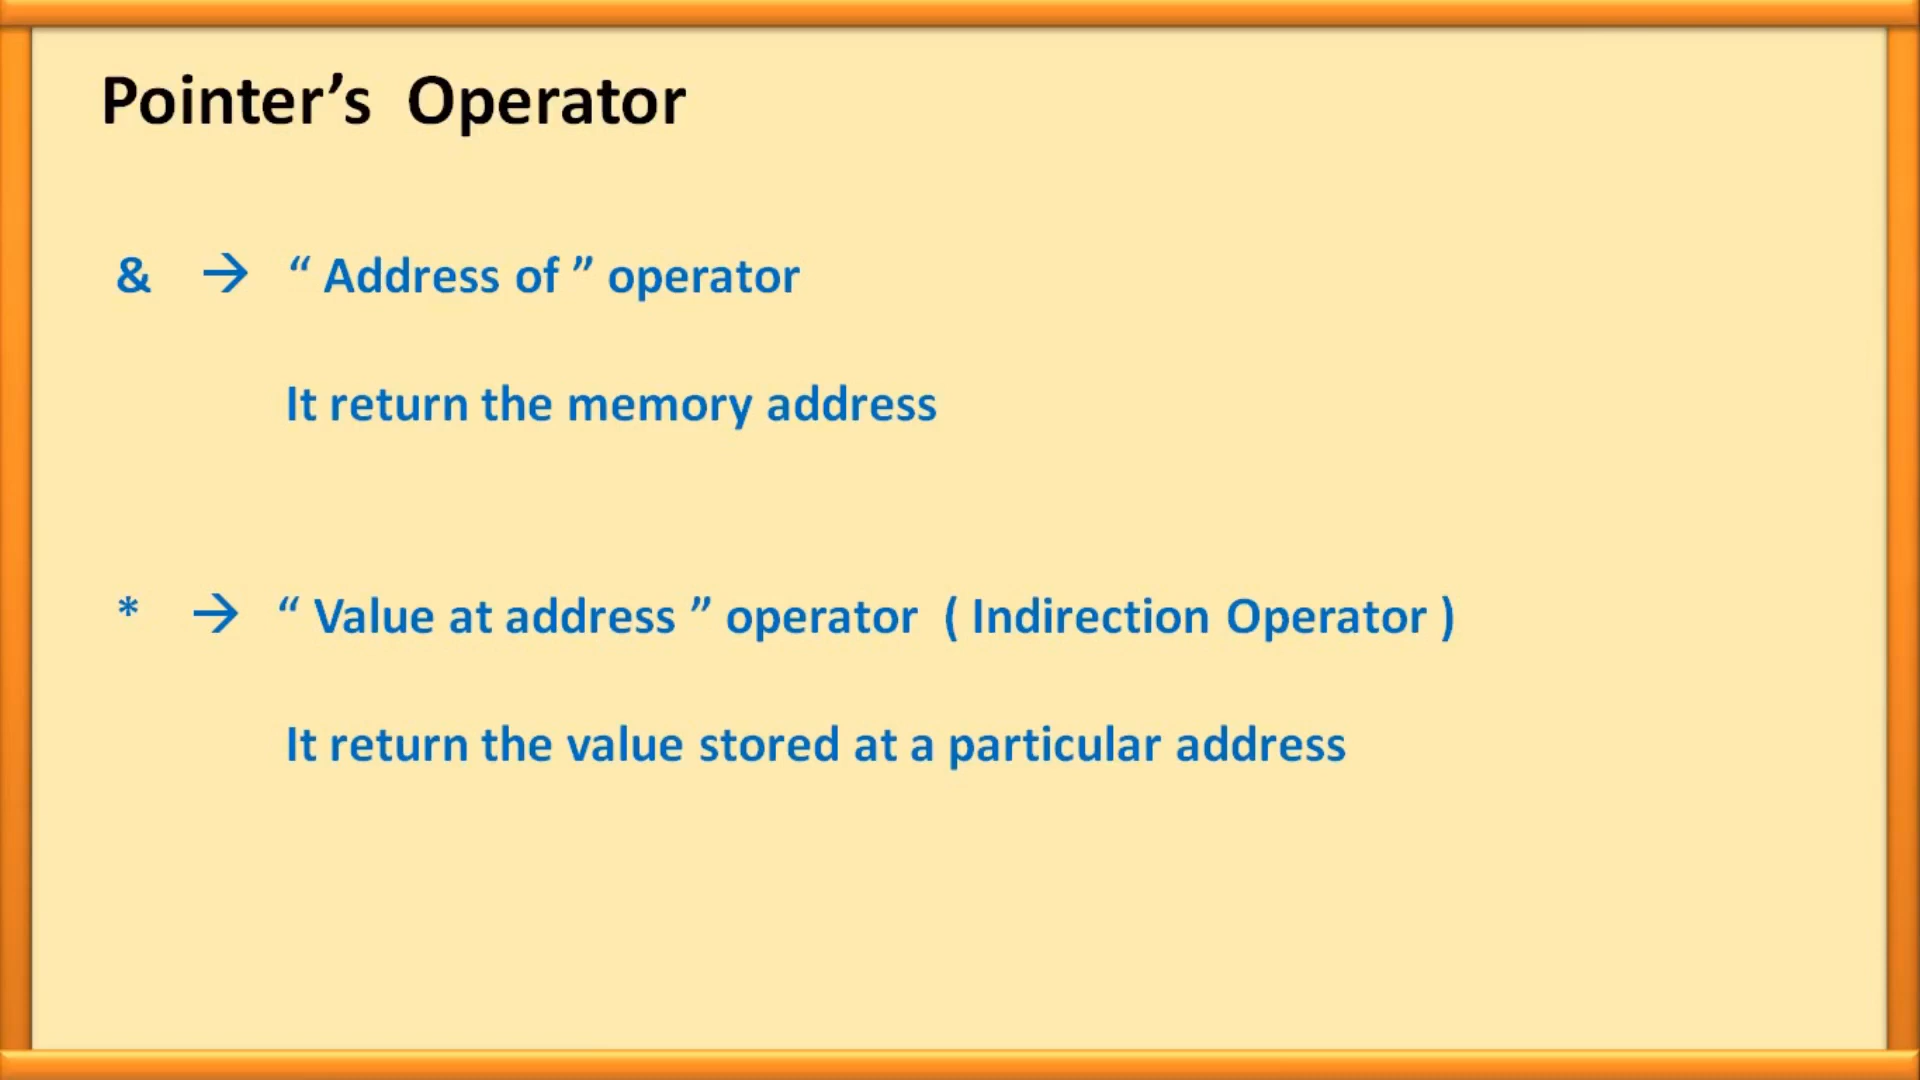 Pointer’s Operator
& → “ Address of ” operator
It return the memory address
* → “ Value at address ” operator ( Indirection Operator )
It return the value stored at a particular address